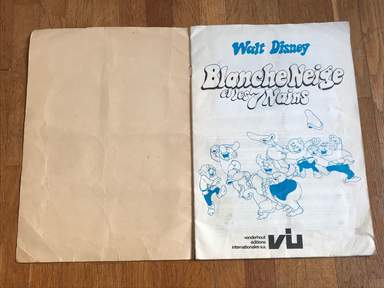 Walt Disney
Blanche Neige
et les 7 Nains
vanderhout
éditions
internationales s.a.
viu